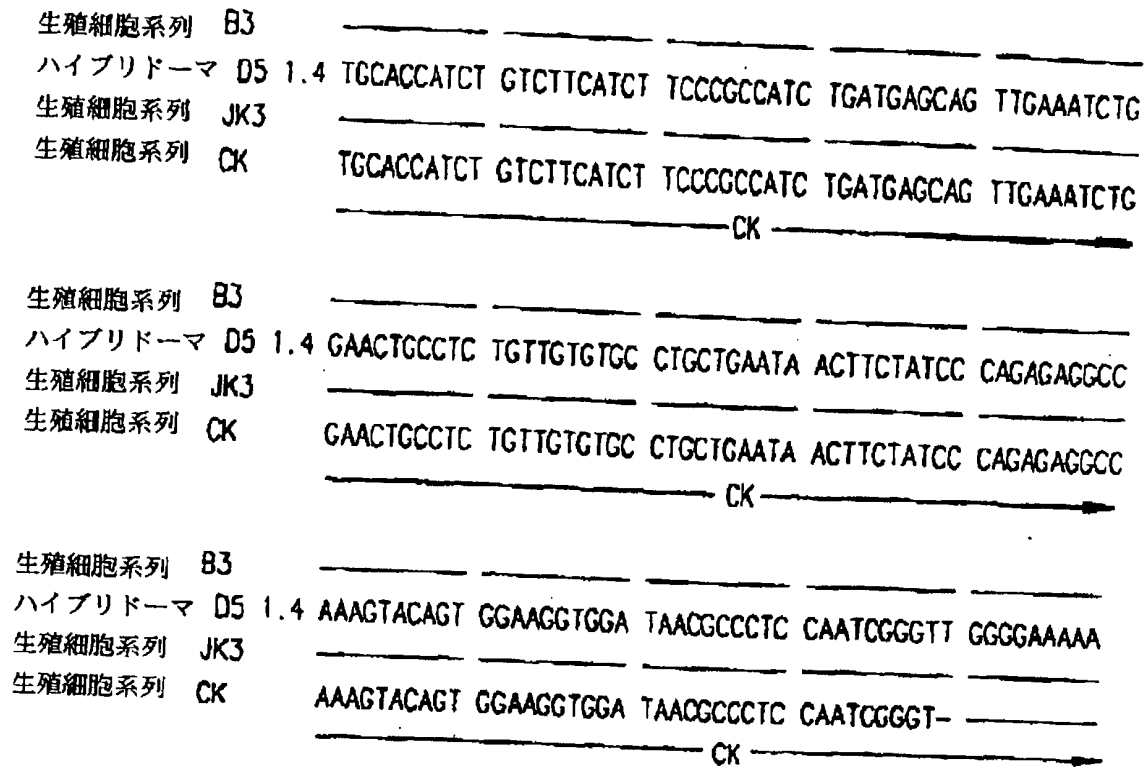 生殖細胞系列 B3
ハイブリドーマ D5 1.4 TGCACCATCT GTCTTCATCT TCCCGCCATC TGATGAGCAG TTGAAATCTG
生殖細胞系列 JK3
生殖細胞系列 CK TGCACCATCT GTCTTCATCT TCCCGCCATC TGATGAGCAG TTGAAATCTG
CK
生殖細胞系列 B3
ハイブリドーマ D5 1.4 GAACTGCCTC TGTTGTGTGC CTGCTGAATA ACTTCTATCC CAGAGAGGCC
生殖細胞系列 JK3
生殖細胞系列 CK GAACTGCCTC TGTTGTGTGC CTGCTGAATA ACTTCTATCC CAGAGAGGCC
CK
生殖細胞系列 B3
ハイブリドーマ D5 1.4 AAAGTACAGT GGAAGGTGGA TAACGCCCTC CAATCGGGTT GGGGAAAAA
生殖細胞系列 JK3
生殖細胞系列 CK AAAGTACAGT GGAAGGTGGA TAACGCCCTC CAATCGGGT-
CK